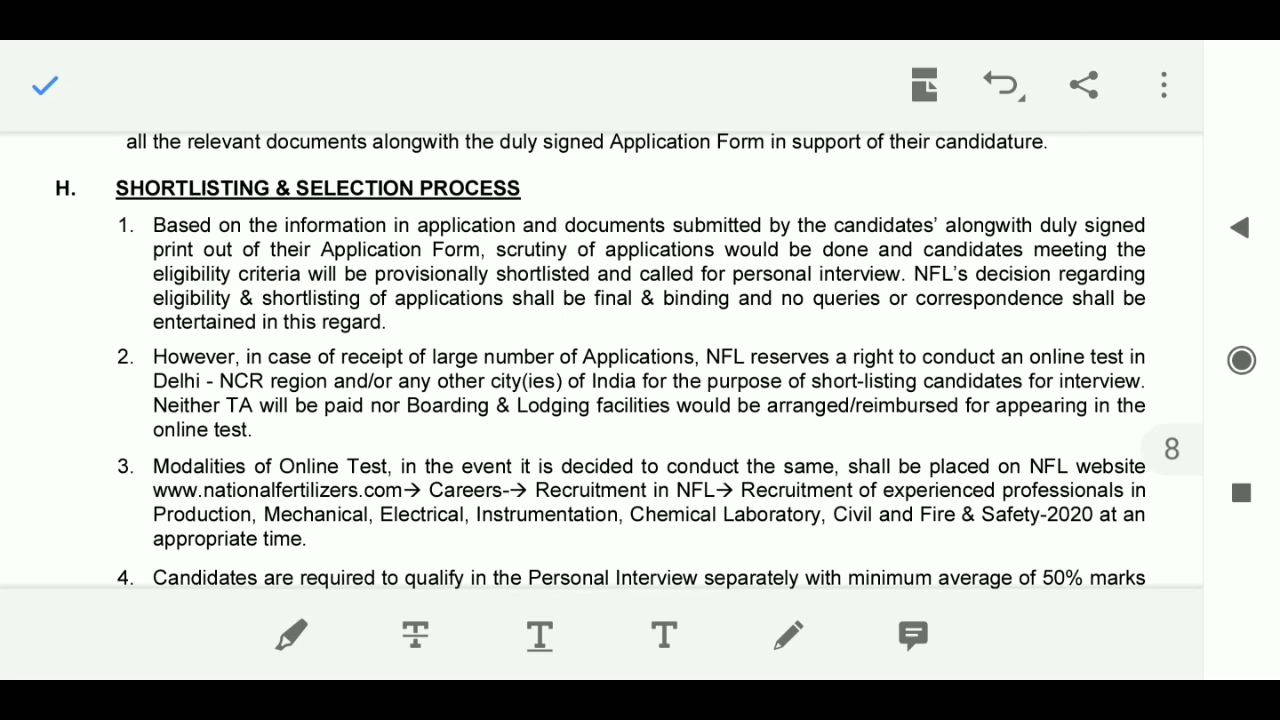 all the relevant documents alongwith the duly signed Application Form in support of their candidature.
H. SHORTLISTING & SELECTION PROCESS
1. Based on the information in application and documents submitted by the candidates’ alongwith duly signed
print out of their Application Form, scrutiny of applications would be done and candidates meeting the
eligibility criteria will be provisionally shortlisted and called for personal interview. NFL’s decision regarding
eligibility & shortlisting of applications shall be final & binding and no queries or correspondence shall be
entertained in this regard.
2. However, in case of receipt of large number of Applications, NFL reserves a right to conduct an online test in
Delhi - NCR region and/or any other city(ies) of India for the purpose of short-listing candidates for interview.
Neither TA will be paid nor Boarding & Lodging facilities would be arranged/reimbursed for appearing in the
online test.
8
3. Modalities of Online Test, in the event it is decided to conduct the same, shall be placed on NFL website
www.nationalfertilizers.com→ Careers-→ Recruitment in NFL→ Recruitment of experienced professionals in
Production, Mechanical, Electrical, Instrumentation, Chemical Laboratory, Civil and Fire & Safety-2020 at an
appropriate time.
4. Candidates are required to qualify in the Personal Interview separately with minimum average of 50% marks